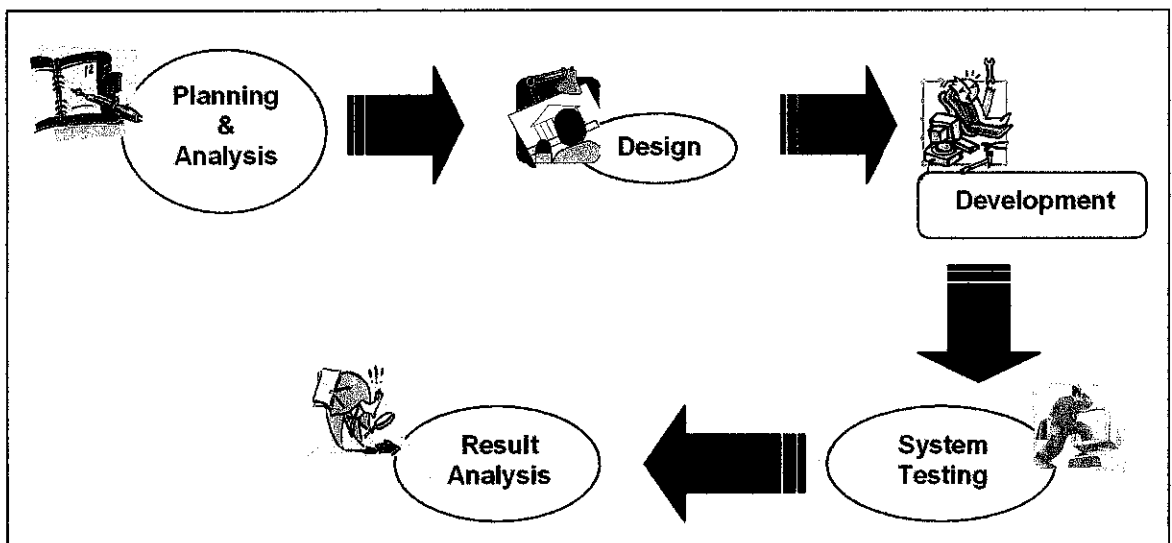 Planning
&
Analysis
Design
Development
System
Testing
Result
Analysis